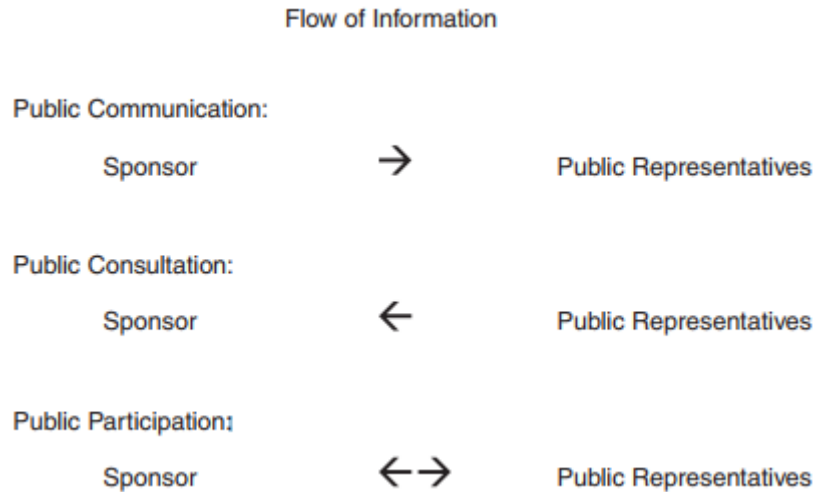 Flow of Information
Public Communication:
Sponsor → Public Representatives
Public Consultation:
Sponsor ← Public Representatives
Public Participation:
Sponsor ←→ Public Representatives